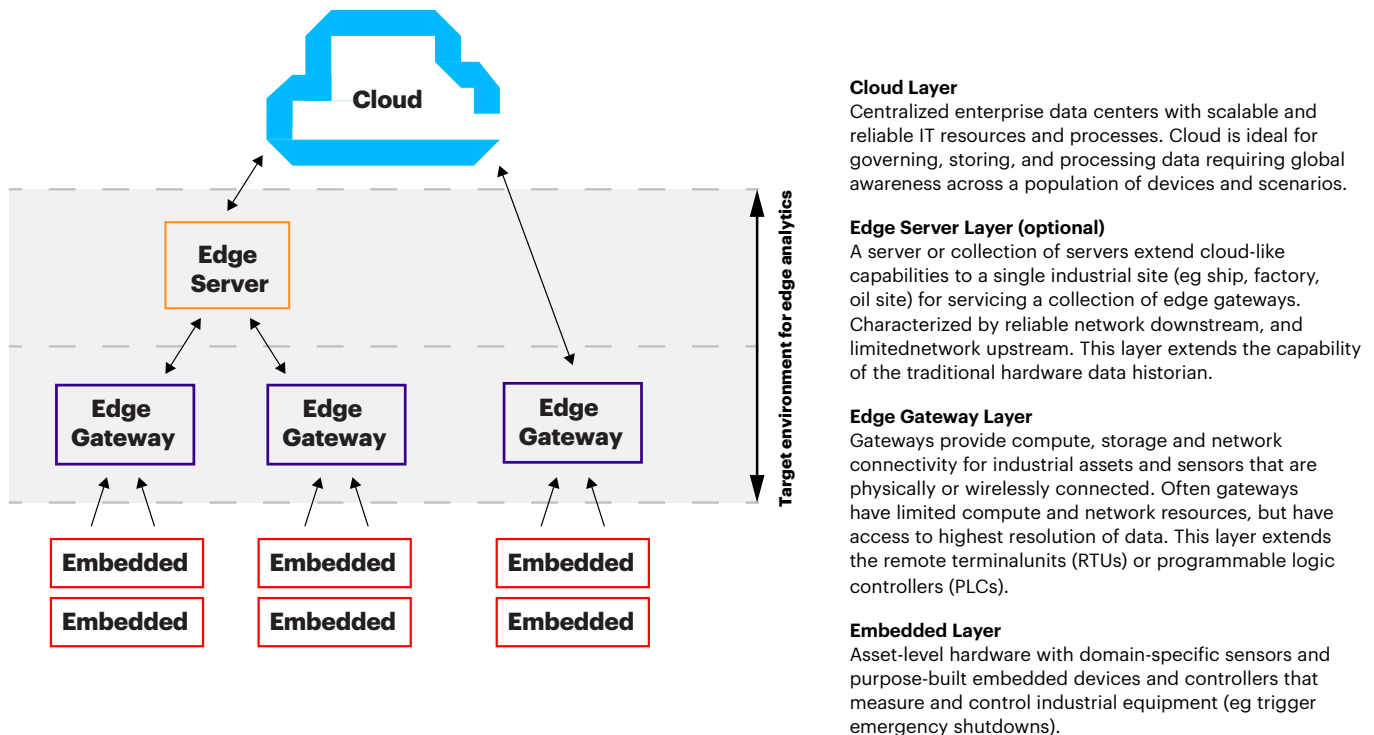 Cloud
Edge
Server
Edge
Gateway
Edge
Gateway
Edge
Gateway
Embedded
Embedded
Embedded
Embedded
Embedded
Embedded
Target environment for edge analytics
Cloud Layer
Centralized enterprise data centers with scalable and
reliable IT resources and processes. Cloud is ideal for
governing, storing, and processing data requiring global
awareness across a population of devices and scenarios.
Edge Server Layer (optional)
A server or collection of servers extend cloud-like
capabilities to a single industrial site (eg ship, factory,
oil site) for servicing a collection of edge gateways.
Characterized by reliable network downstream, and
limitednetwork upstream. This layer extends the capability
of the traditional hardware data historian.
Edge Gateway Layer
Gateways provide compute, storage and network
connectivity for industrial assets and sensors that are
physically or wirelessly connected. Often gateways
have limited compute and network resources, but have
access to highest resolution of data. This layer extends
the remote terminalunits (RTUs) or programmable logic
controllers (PLCs).
Embedded Layer
Asset-level hardware with domain-specific sensors and
purpose-built embedded devices and controllers that
measure and control industrial equipment (eg trigger
emergency shutdowns).